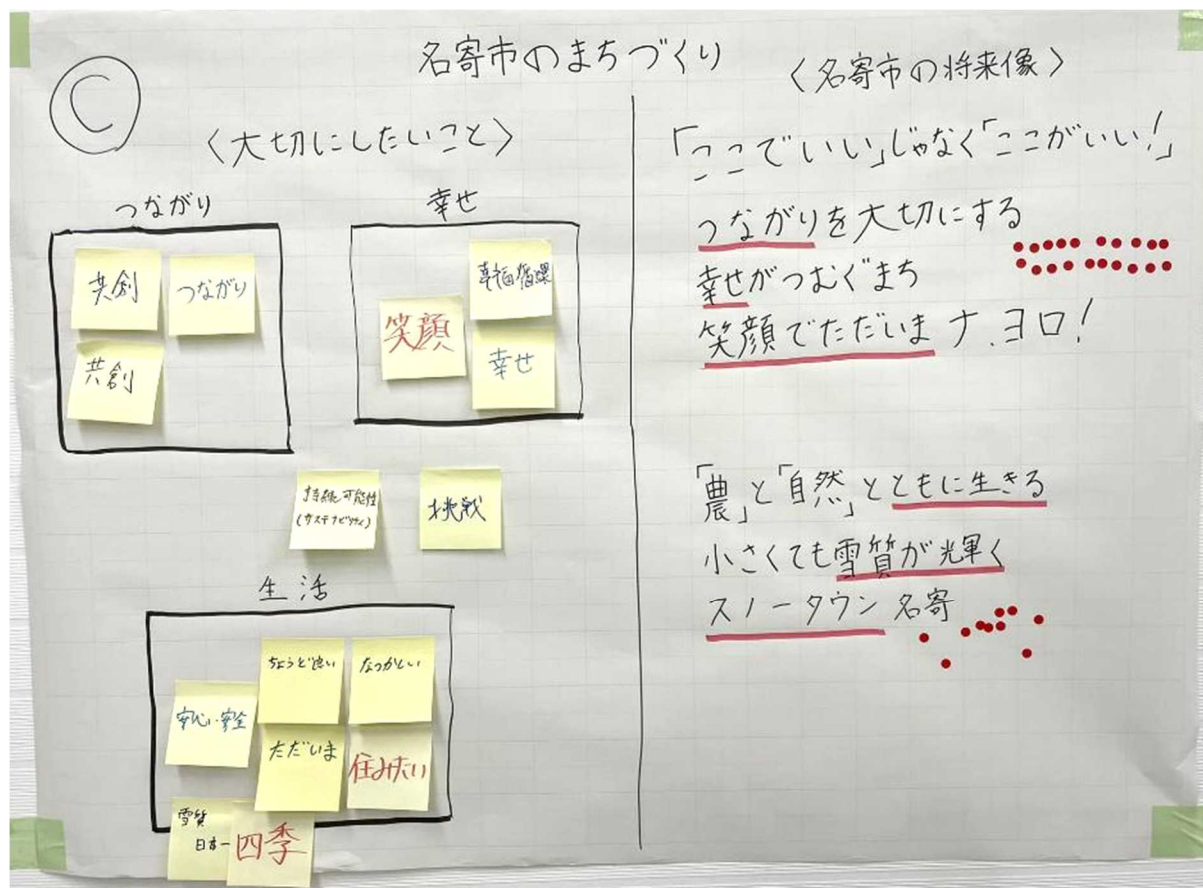 名寄市のまちづくり
C
〈大切にしたいこと〉
つながり
共創
つながり
共創
幸せ
幸福循環
笑顔
幸せ
持続可能性
(サステナビリティ)
挑戦
生活
ちょうど良い
なつかしい
安心・安全
ただいま
住みたい
雪質
日本一
四季
〈名寄市の将来像〉
「ここでいい」じゃなく「ここがいい!」
つながりを大切にする
幸せがつむぐまち
笑顔でただいまナ.ヨロ!
「農」と「自然」とともに生きる
小さくても雪質が光輝く
スノータウン名寄